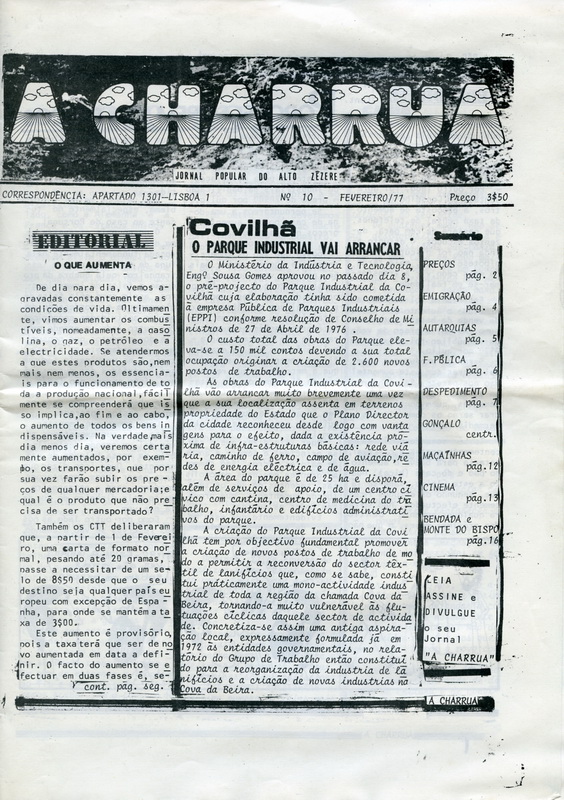 A CHARRUA
JORNAL POPULAR DO ALTO ZÊZERE
CORRESPONDÊNCIA: APARTADO 1301-LISBOA 1 Nº 10 - FEVEREIRO/77 Preço 3$50
EDITORIAL
O QUE AUMENTA
De dia para dia, vemos a-
gravadas constantemente as
condições de vida. Oltimamen
te, vimos aumentar os combus
tíveis, nomeadamente, a gaso
lina, o gaz, o petróleo e a
electricidade. Se atendermos
a que estes produtos são,nem
mais nem menos, os essencia-
is para o funcionamento de to
da a produção nacional,fácil
mente se compreenderá que is
so implica,ao fim e ao cabo,
o aumento de todos os bens in
dispensáveis. Na verdade,mais
dia menos dia, veremos certa
mente aumentados, por exem-
plo, os transportes, que por
sua vez farão subir os pre-
ços de qualquer mercadoria;e
qual é o produto que não pre
cisa de ser transportado?
Também os CTT deliberaram
que, a partir de 1 de Feverei
ro, uma carta de formato nor
mal, pesando até 20 gramas,
passe a necessitar de um se-
lo de 8$50 desde que o seu
destino seja qualquer país eu
ropeu com excepção de Espa-
nha, para onde se mantém a ta
xa de 3$00.
Este aumento é provisório,
pois a taxa terá que ser de no
vo aumentada em data a defi-
nir. O facto do aumento se e
fectuar em duas fases é, se-
cont. pág. seg.
Covilhã
O PARQUE INDUSTRIAL VAI ARRANCAR
O Ministério da Indústria e Tecnologia,
Engº Sousa Gomes aprovou no passado dia 8,
o pré-projecto do Parque Industrial da Co-
vilhã cuja elaboração tinha sido cometida
à empresa Pública de Parques Industriais
(EPPI) conforme resolução de Conselho de Mi
nistros de 27 de Abril de 1976 .
O custo total das obras do Parque ele-
va-se a 150 mil contos devendo a sua total
ocupação originar a criação de 2.600 novos
postos de trabalho.
As obras do Parque Industrial da Covi-
lhã vão arrancar muito brevemente uma vez
que a sua localização assenta em terrenos
propriedade do Estado que o Plano Director
da cidade reconheceu desde logo com vanta
gens para o efeito, dada a existência pró-
xima de infra-estruturas básicas: rede viá
ria, caminho de ferro, campo de aviação,re
des de energia eléctrica e de água.
A área do parque é de 25 ha e disporá,
além de serviços de apoio, de um centro cí
vico com cantina, centro de medicina do tra
balho, infantário e edifícios administrati
vos do parque.
A criação do Parque Industrial da Covi
lhã tem por objectivo fundamental promover
a criação de novos postos de trabalho de mo
do a permitir a reconversão do sector têx-
til de lanifícios que, como se sabe, consti
tui práticamente uma mono-actividade indus
trial de toda a região da chamada Cova da
Beira, tornando-a muito vulnerável às flu-
tuações cíclicas daquele sector de activida
de. Concretiza-se assim uma antiga aspira-
ção local, expressamente formulada já em
1972 às entidades governamentais, no rela-
tório do Grupo de Trabalho então constituí
do para a reorganização da industria de la
nifícios e a criação de novas industrias na
Cova da Beira.
Sumário
PREÇOS
pág. 2
EMIGRAÇÃO
pág. 4
AUTARQUIAS
pág. 5
F.PÚBLICA
pág. 6
DESPEDIMENTO
pág. 7
GONÇALO
centr.
MAÇAINHAS
pág.12
CINEMA
pág.13
BENDADA e
MONTE DO BISPO
pág.16
LEIA
ASSINE e
DIVULGUE
o seu
Jornal
"A CHARRUA"
A CHARRUA